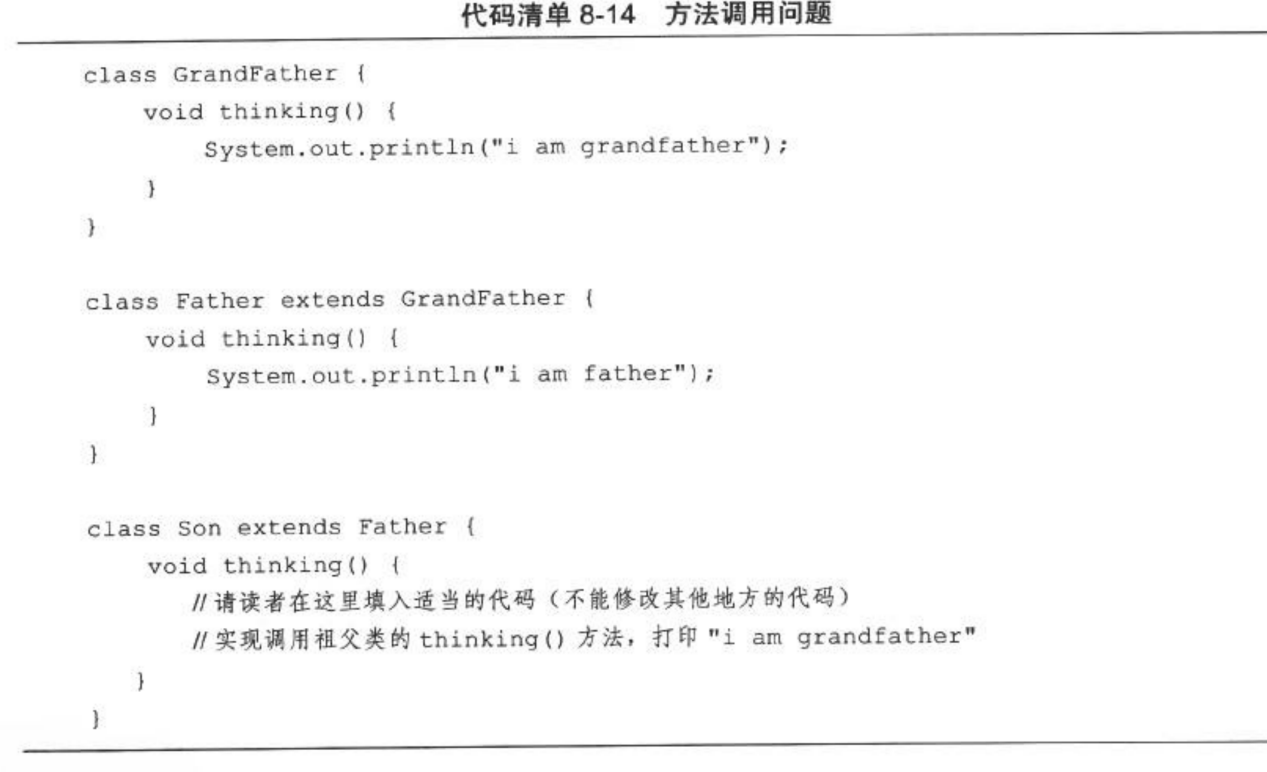 代码清单 8-14 方法调用问题
class GrandFather {
void thinking() {
System.out.println("i am grandfather");
}
}
class Father extends GrandFather {
void thinking() {
System.out.println("i am father");
}
}
class Son extends Father {
void thinking() {
//请读者在这里填入适当的代码（不能修改其他地方的代码）
//实现调用祖父类的 thinking() 方法，打印 "i am grandfather"
}
}